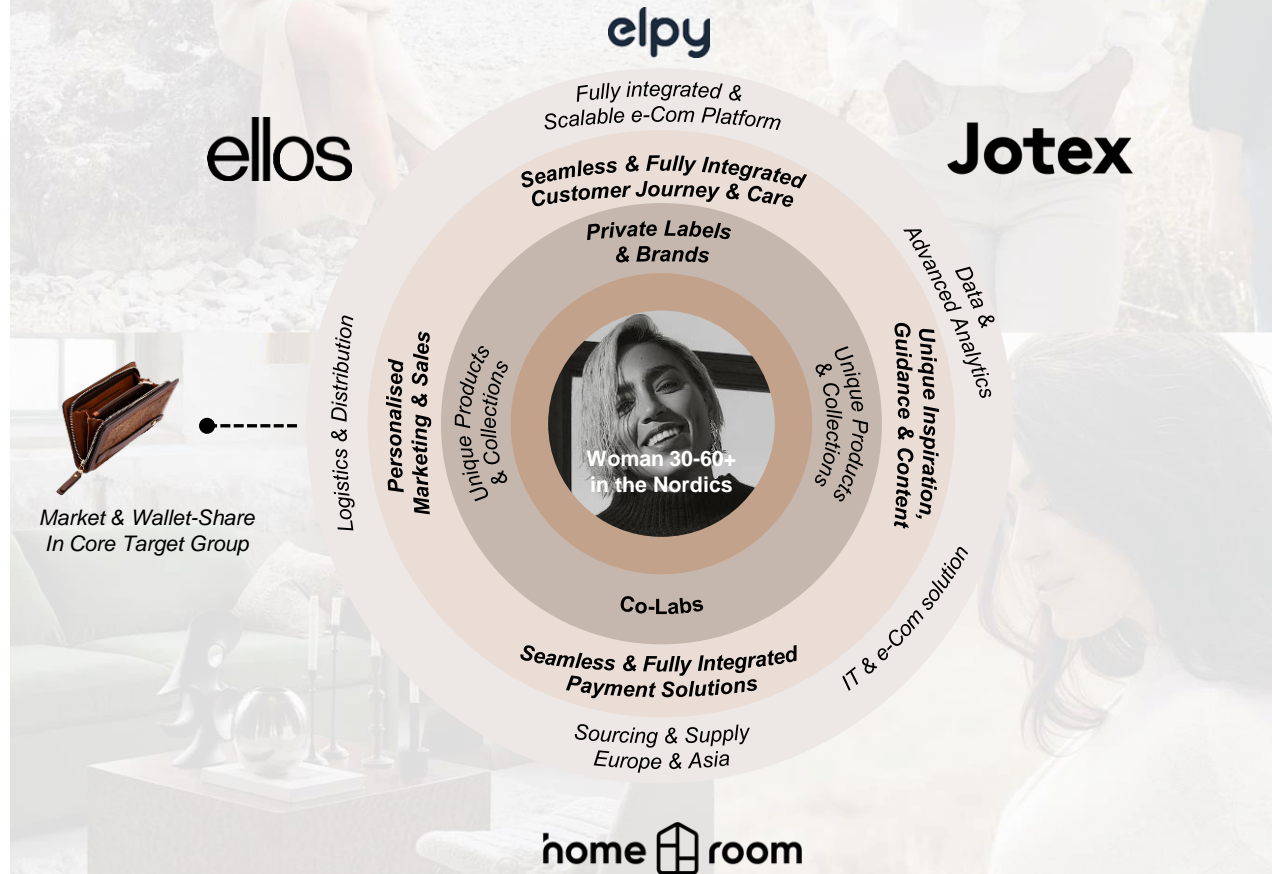 elpy
ellos
Jotex
Fully integrated &
Scalable e-Com Platform
Seamless & Fully Integrated
Customer Journey & Care
Private Labels
& Brands
Data &
Advanced Analytics
Logistics & Distribution
Personalised
Marketing & Sales
Unique Products
& Collections
Woman 30-60+
in the Nordics
Unique Products
& Collections
Unique Inspiration,
Guidance & Content
Market & Wallet-Share
In Core Target Group
IT & e-Com solution
Co-Labs
Seamless & Fully Integrated
Payment Solutions
Sourcing & Supply
Europe & Asia
homeroom